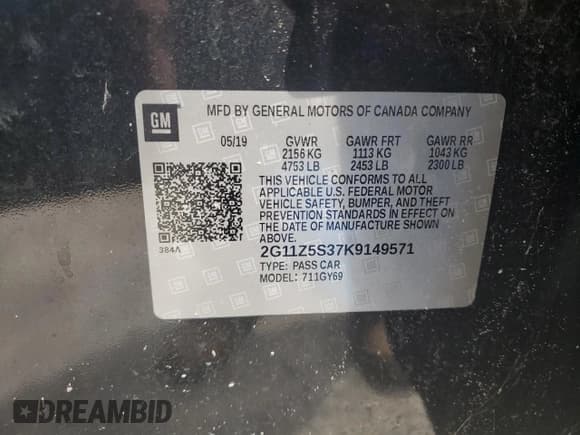 GM
MFD BY GENERAL MOTORS OF CANADA COMPANY
05/19 GVWR GAWR FRT GAWR RR
2156 KG 1113 KG 1043 KG
4753 LB 2453 LB 2300 LB
THIS VEHICLE CONFORMS TO ALL
APPLICABLE U.S. FEDERAL MOTOR
VEHICLE SAFETY, BUMPER, AND THEFT
PREVENTION STANDARDS IN EFFECT ON
THE DATE OF MANUFACTURE SHOWN
ABOVE.
384A
2G11Z5S37K9149571
TYPE: PASS CAR
MODEL: 711GY69
DREAMBID